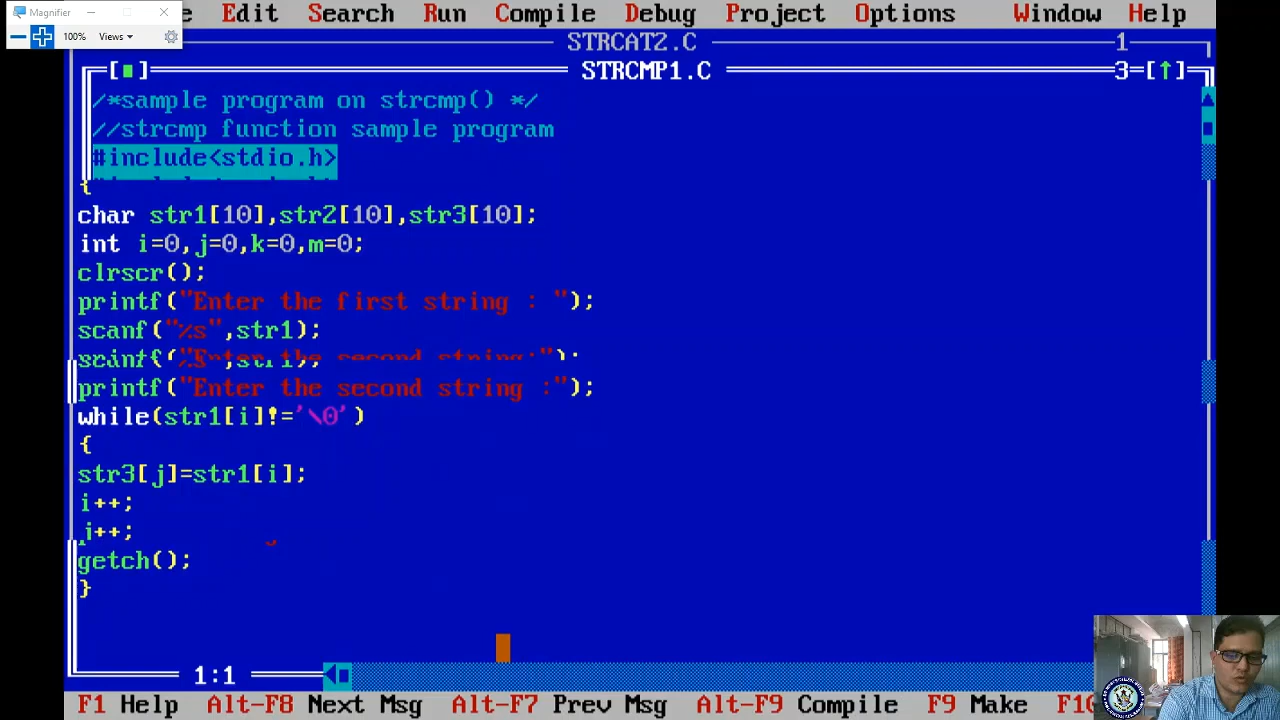 Magnifier
100% Views
Edit Search Run Compile Debug Project Options Window Help
STRCAT2.C 1
[■] STRCMP1.C 3=[↑]
/*sample program on strcmp() */
//strcmp function sample program
#include<stdio.h>
{
char str1[10],str2[10],str3[10];
int i=0,j=0,k=0,m=0;
clrscr();
printf("Enter the first string : ");
scanf("%s",str1);
printf("Enter the second string :");
while(str1[i]!='\0')
{
str3[j]=str1[i];
i++;
j++;
getch();
}
1:1
F1 Help Alt-F8 Next Msg Alt-F7 Prev Msg Alt-F9 Compile F9 Make